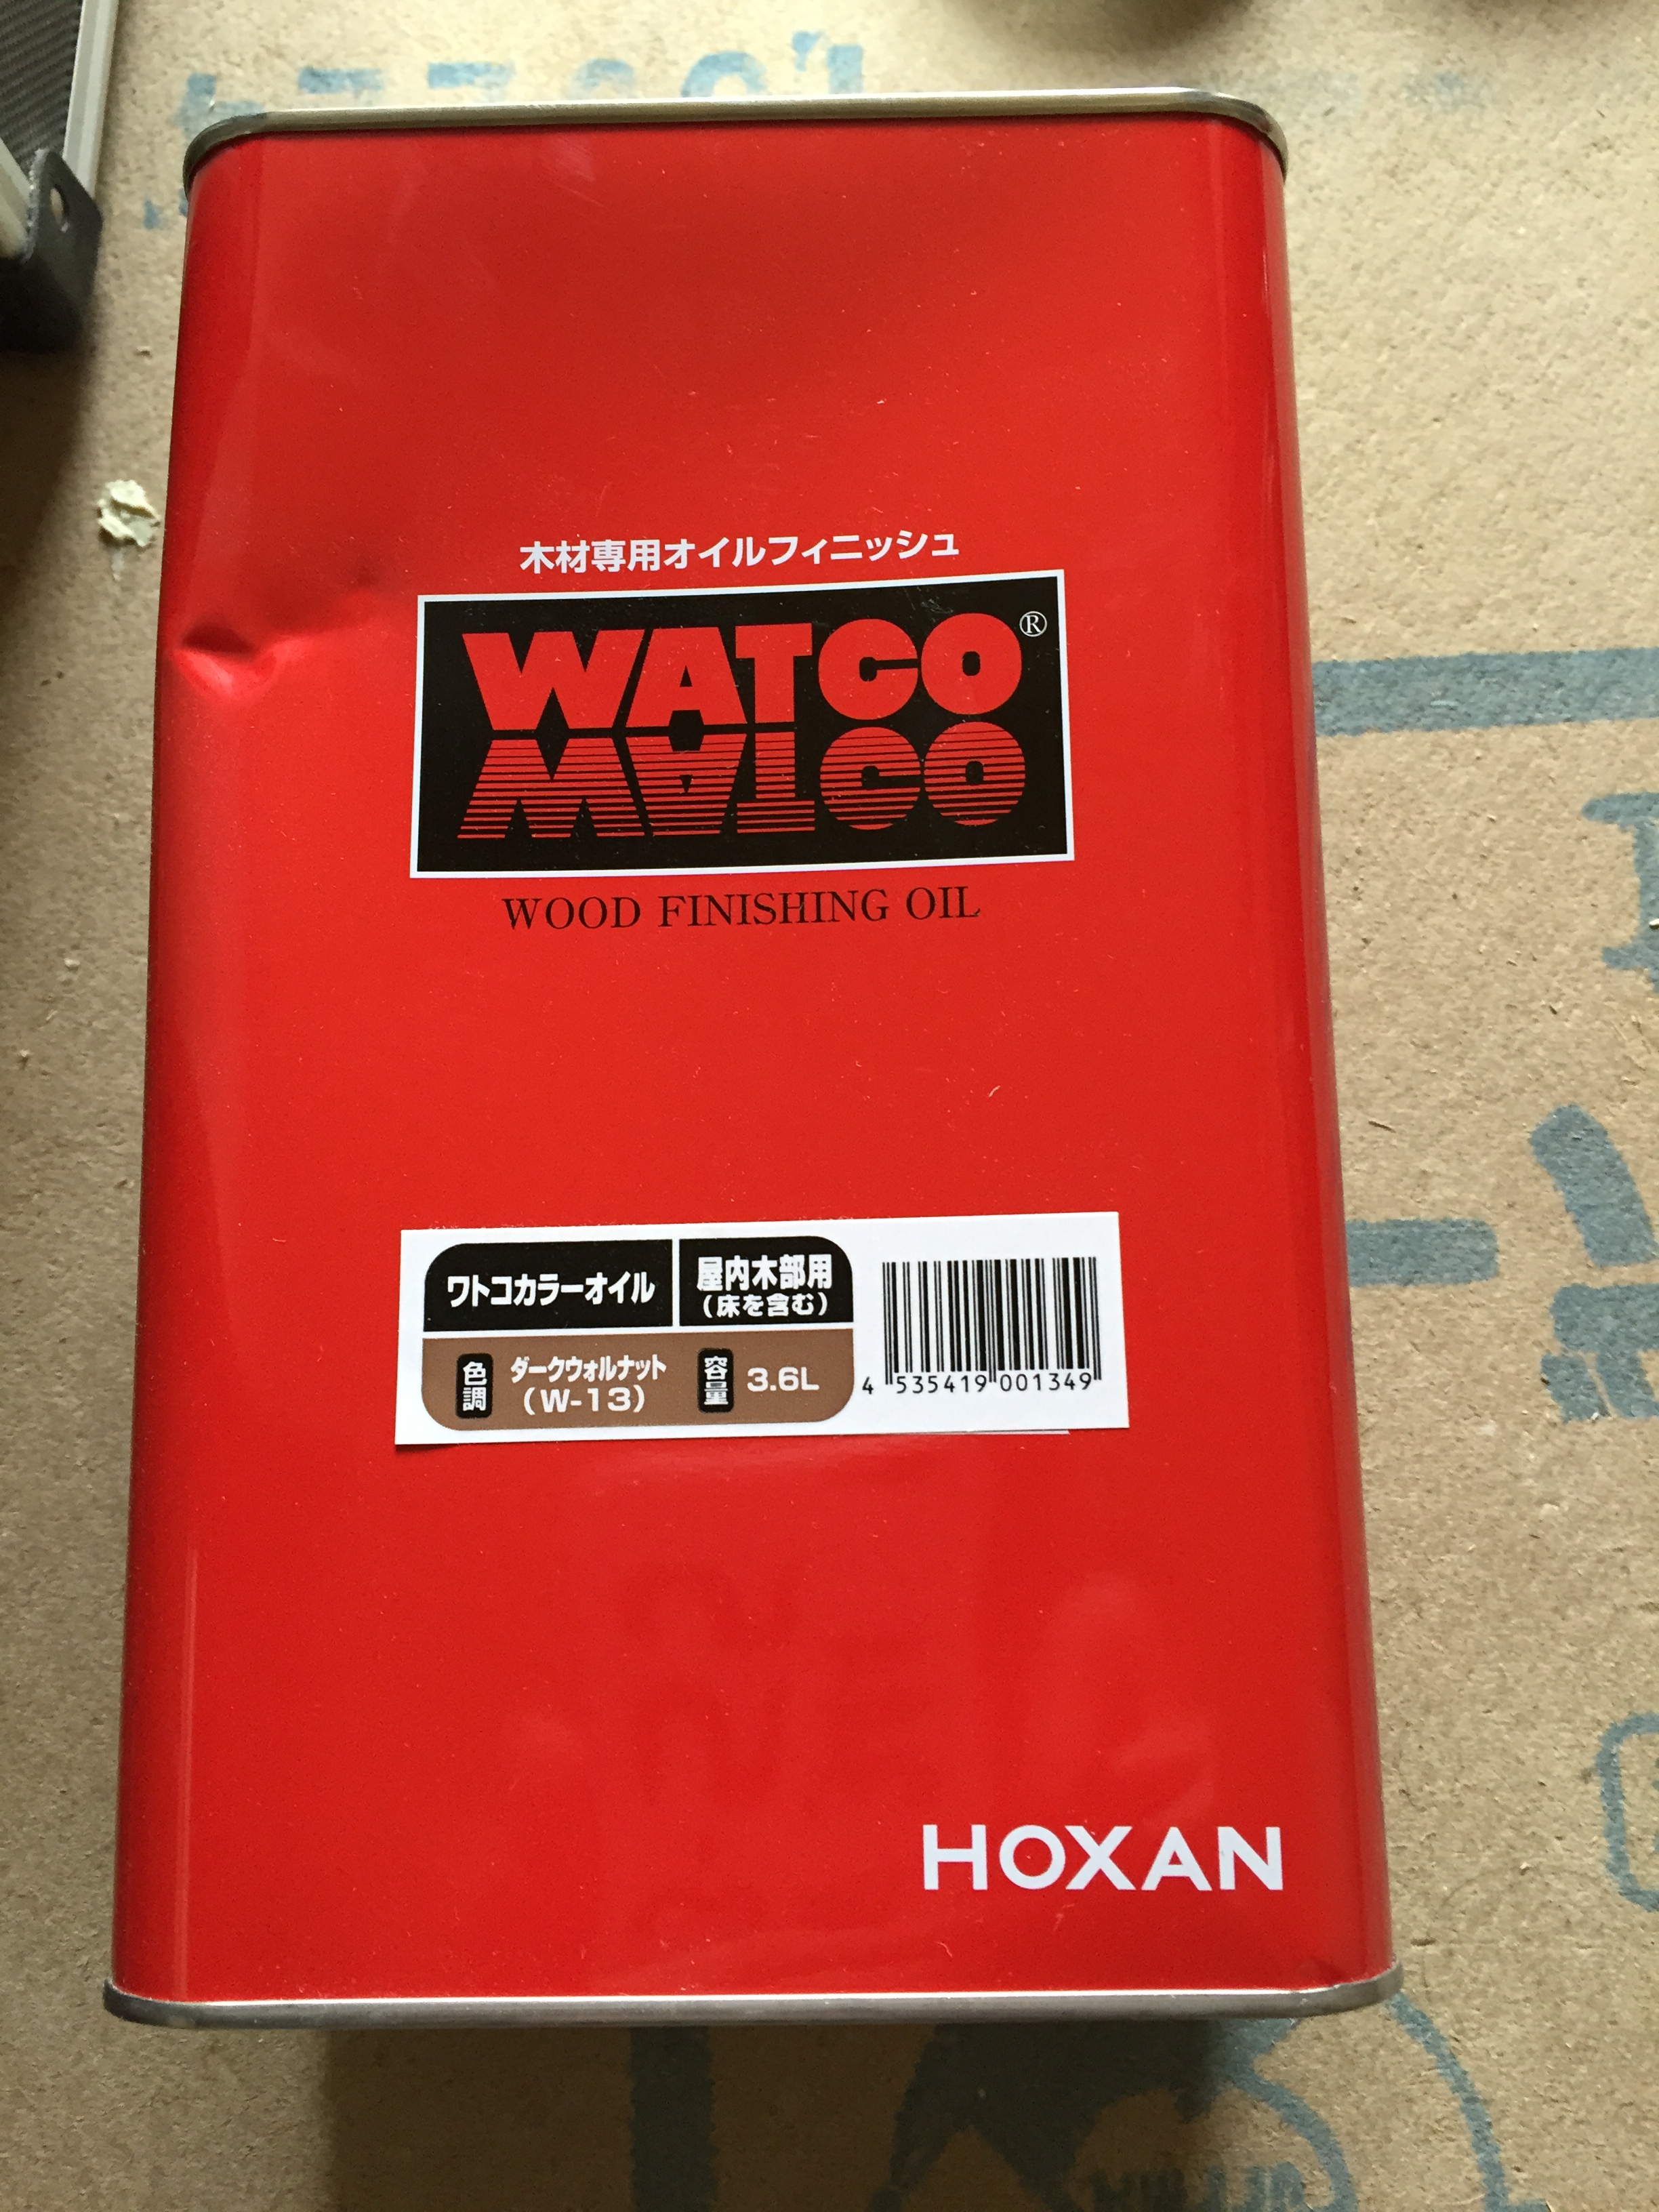 木材専用オイルフィニッシュ
WATCO®
WATCO
WOOD FINISHING OIL
ワトコカラーオイル
屋内木部用
(床を含む)
色調
ダークウォルナット
(W-13)
容量
3.6L
4 535419 001349
HOXAN